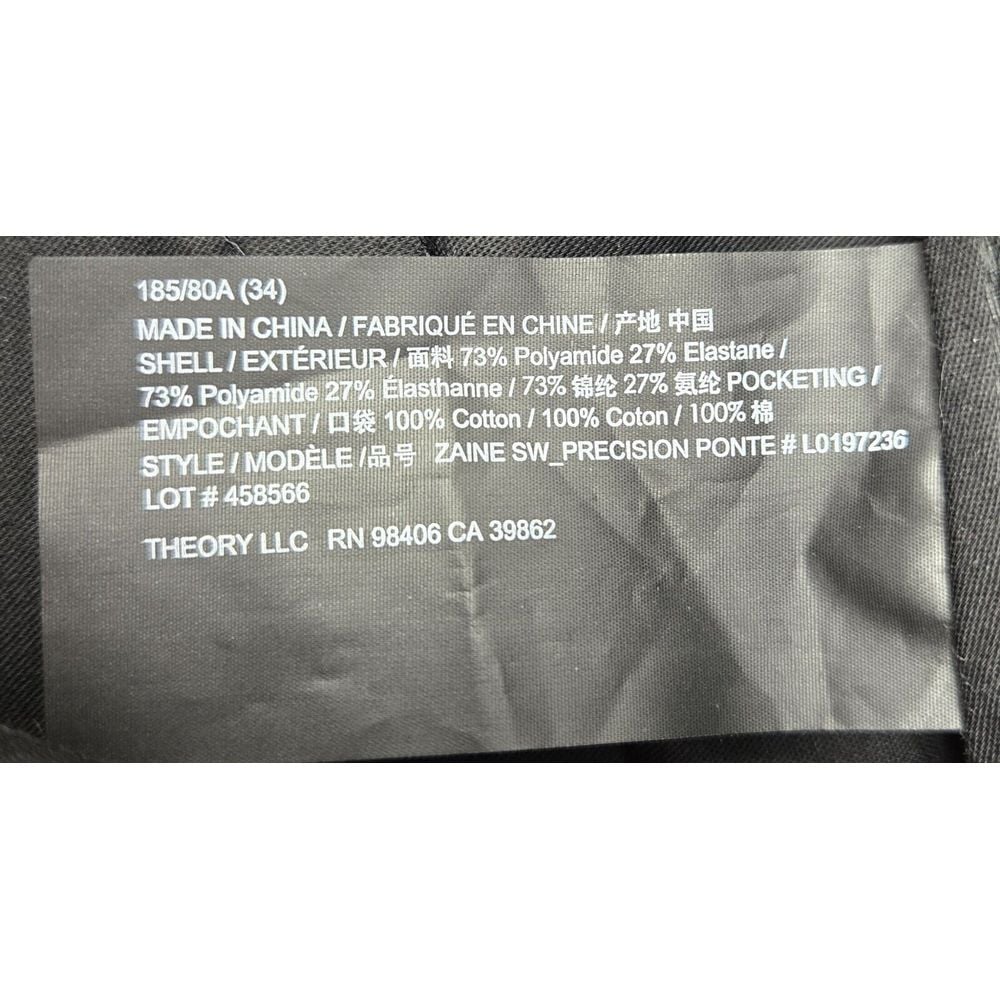 185/80A (34)
MADE IN CHINA / FABRIQUÉ EN CHINE / 产地 中国
SHELL / EXTÉRIEUR / 面料 73% Polyamide 27% Elastane /
73% Polyamide 27% Élasthanne / 73% 锦纶 27% 氨纶 POCKETING /
EMPOCHANT / 口袋 100% Cotton / 100% Coton / 100% 棉
STYLE / MODÈLE /品号 ZAINE SW_PRECISION PONTE # L0197236
LOT # 458566
THEORY LLC RN 98406 CA 39862